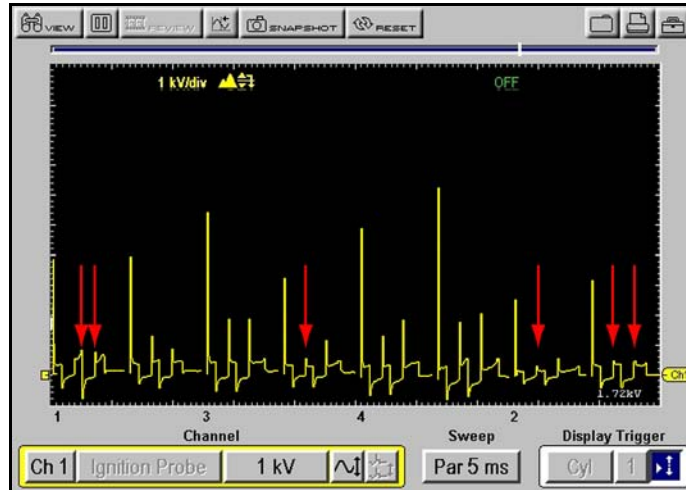 VIEW REVIEW SNAPSHOT RESET
1 kV/div OFF
Ch1
1.72kV
1 3 4 2
Channel Sweep Display Trigger
Ch 1 Ignition Probe 1 kV Par 5 ms Cyl 1